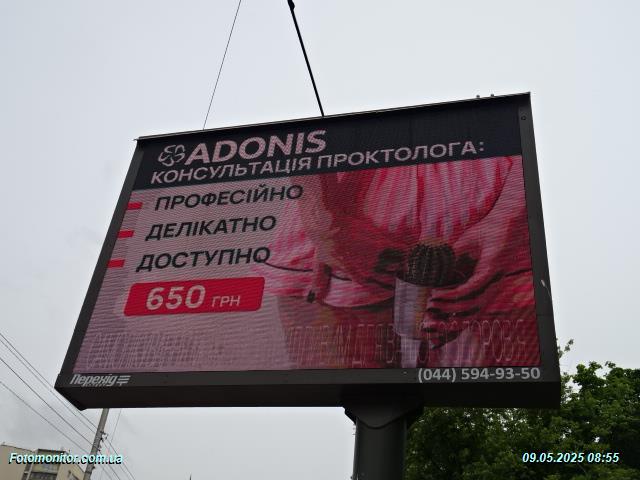 ADONIS
КОНСУЛЬТАЦІЯ ПРОКТОЛОГА:
ПРОФЕСІЙНО
ДЕЛІКАТНО
ДОСТУПНО
650 ГРН
Перехід
(044) 594-93-50
Fotomonitor.com.ua
09.05.2025 08:55